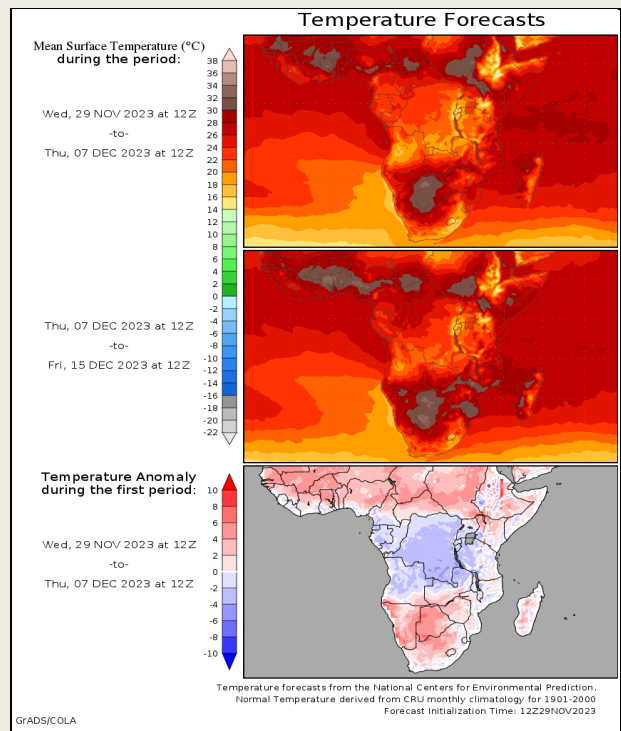 Temperature Forecasts
Mean Surface Temperature (°C)
during the period:
Wed, 29 NOV 2023 at 12Z
-to-
Thu, 07 DEC 2023 at 12Z
38
36
34
32
30
28
26
24
22
20
18
16
14
12
10
8
6
4
2
0
-2
-4
-6
-8
-10
-12
-14
-16
-18
-20
-22
Thu, 07 DEC 2023 at 12Z
-to-
Fri, 15 DEC 2023 at 12Z
Temperature Anomaly
during the first period:
Wed, 29 NOV 2023 at 12Z
-to-
Thu, 07 DEC 2023 at 12Z
10
8
6
4
2
0
-2
-4
-6
-8
-10
Temperature forecasts from the National Centers for Environmental Prediction.
Normal Temperature derived from CRU monthly climatology for 1901-2000
Forecast Initialization Time: 12Z29NOV2023
GrADS/COLA